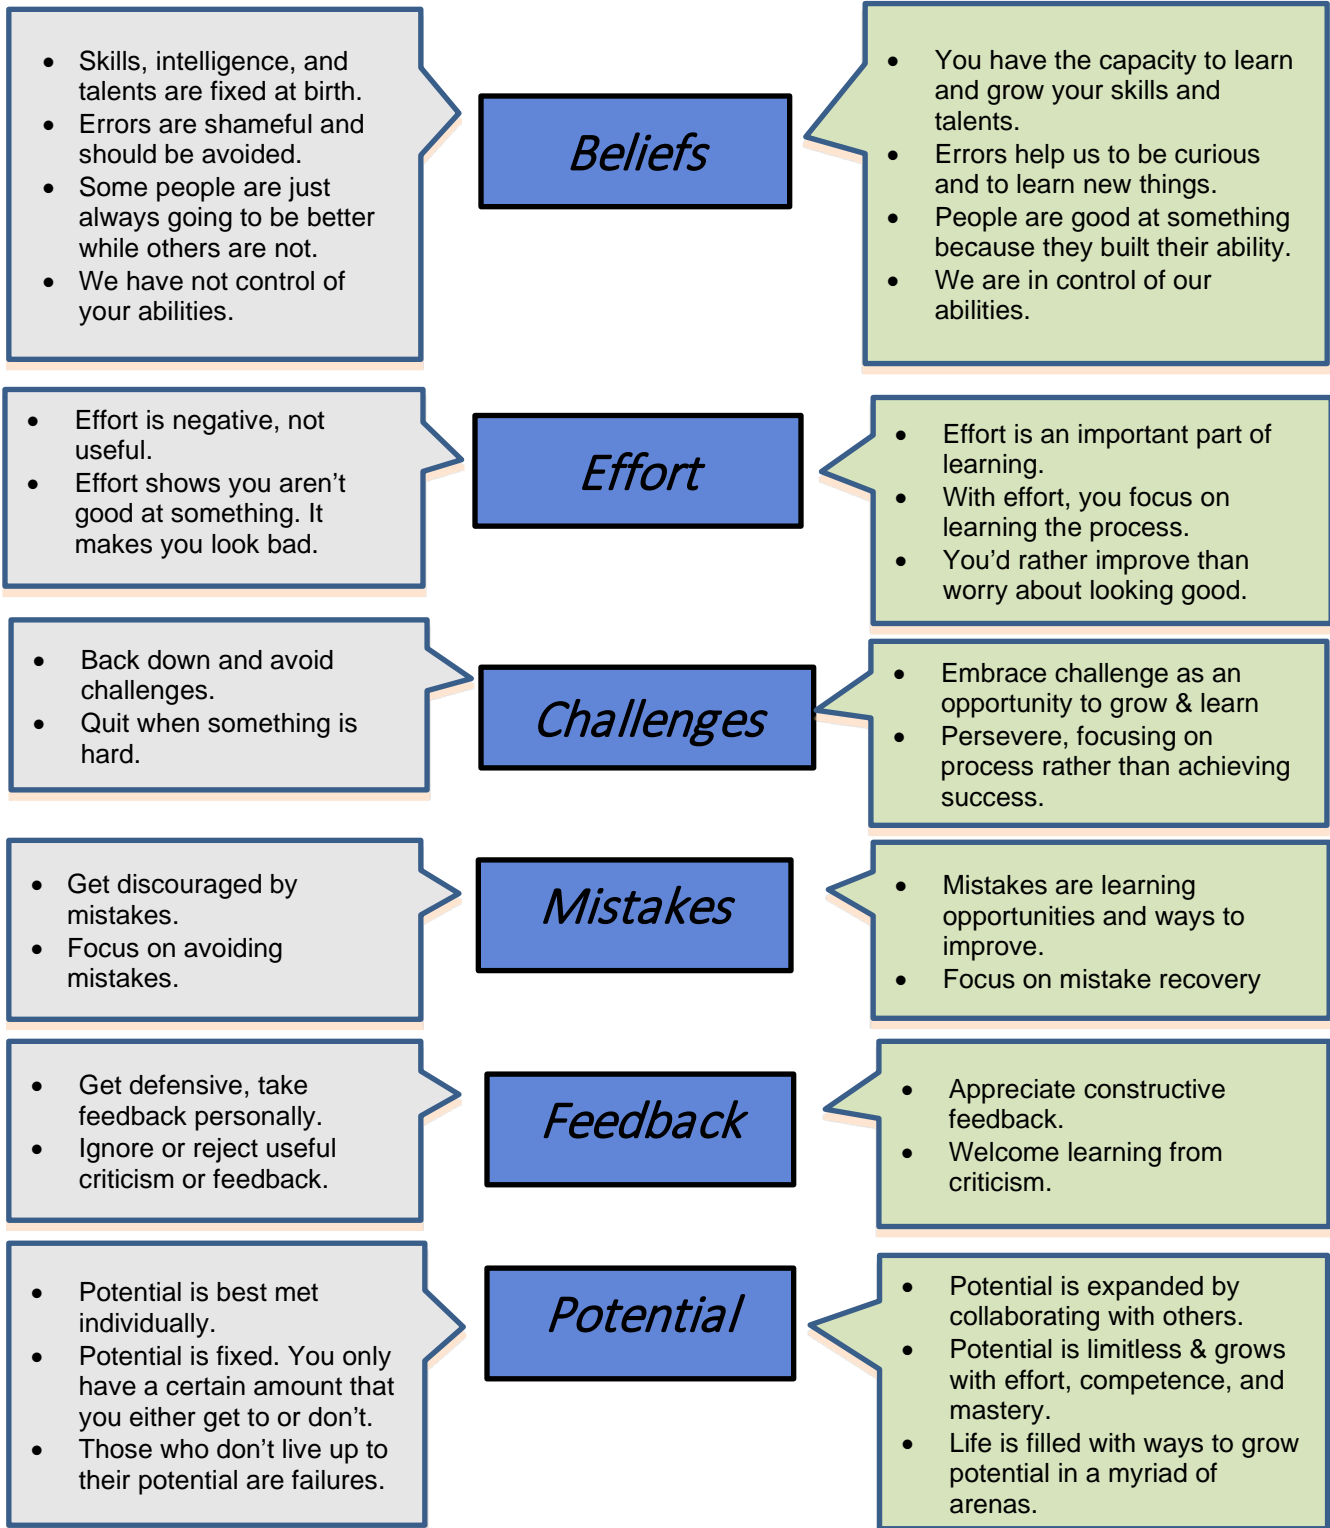 • Skills, intelligence, and
talents are fixed at birth.
• Errors are shameful and
should be avoided.
• Some people are just
always going to be better
while others are not.
• We have not control of
your abilities.
Beliefs
• You have the capacity to learn
and grow your skills and
talents.
• Errors help us to be curious
and to learn new things.
• People are good at something
because they built their ability.
• We are in control of our
abilities.
• Effort is negative, not
useful.
• Effort shows you aren’t
good at something. It
makes you look bad.
Effort
• Effort is an important part of
learning.
• With effort, you focus on
learning the process.
• You’d rather improve than
worry about looking good.
• Back down and avoid
challenges.
• Quit when something is
hard.
Challenges
• Embrace challenge as an
opportunity to grow & learn
• Persevere, focusing on
process rather than achieving
success.
• Get discouraged by
mistakes.
• Focus on avoiding
mistakes.
Mistakes
• Mistakes are learning
opportunities and ways to
improve.
• Focus on mistake recovery
• Get defensive, take
feedback personally.
• Ignore or reject useful
criticism or feedback.
Feedback
• Appreciate constructive
feedback.
• Welcome learning from
criticism.
• Potential is best met
individually.
• Potential is fixed. You only
have a certain amount that
you either get to or don’t.
• Those who don’t live up to
their potential are failures.
Potential
• Potential is expanded by
collaborating with others.
• Potential is limitless & grows
with effort, competence, and
mastery.
• Life is filled with ways to grow
potential in a myriad of
arenas.